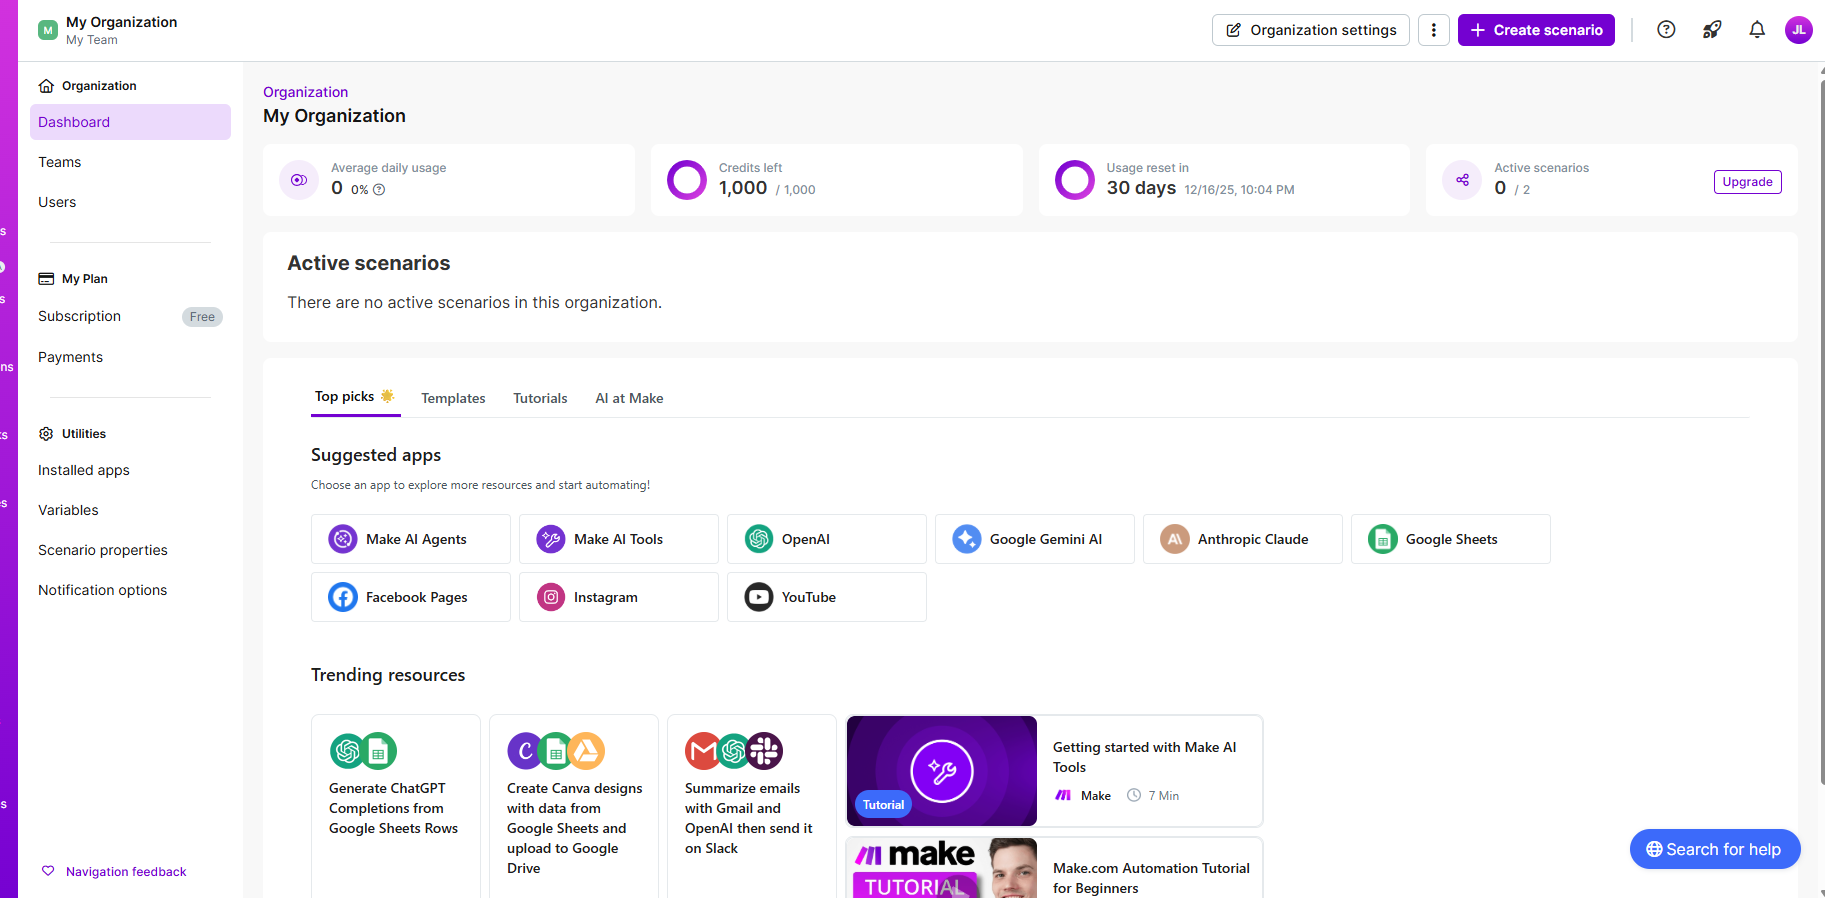 M
My Organization
My Team
Organization settings
Create scenario
JL
Organization
Dashboard
Teams
Users
My Plan
Subscription
Free
Payments
Utilities
Installed apps
Variables
Scenario properties
Notification options
Navigation feedback
Organization
My Organization
Average daily usage
0 0%
Credits left
1,000 / 1,000
Usage reset in
30 days 12/16/25, 10:04 PM
Active scenarios
0 / 2
Upgrade
Active scenarios
There are no active scenarios in this organization.
Top picks Templates Tutorials AI at Make
Suggested apps
Choose an app to explore more resources and start automating!
Make AI Agents
Make AI Tools
OpenAI
Google Gemini AI
Anthropic Claude
Google Sheets
Facebook Pages
Instagram
YouTube
Trending resources
Generate ChatGPT
Completions from
Google Sheets Rows
Create Canva designs
with data from
Google Sheets and
upload to Google
Drive
Summarize emails
with Gmail and
OpenAI then send it
on Slack
Tutorial
Getting started with Make AI
Tools
Make 7 Min
make
TUTORIAL
Make.com Automation Tutorial
for Beginners
Search for help